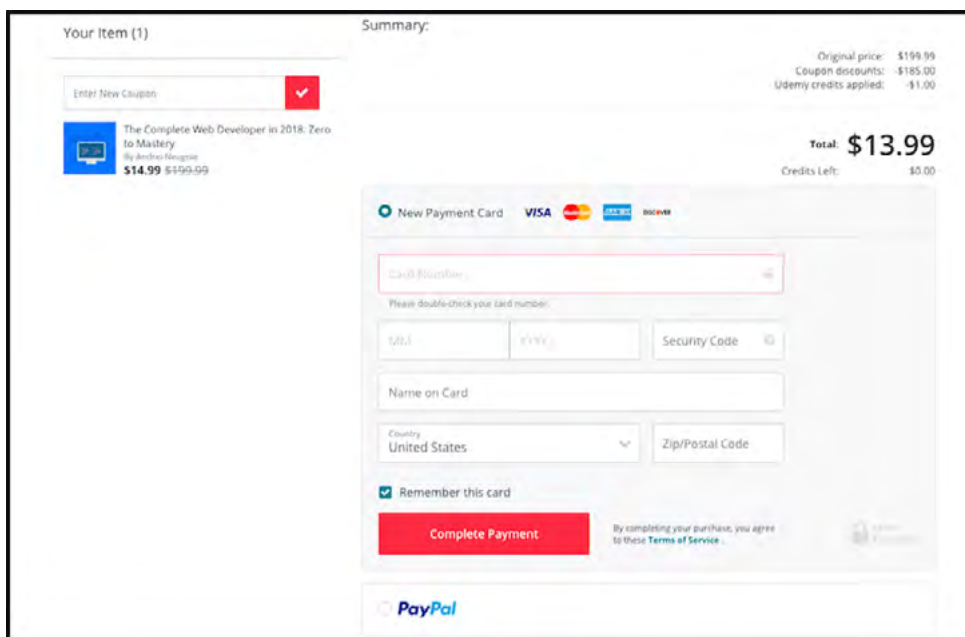 Your Item (1)
Enter New Coupon
The Complete Web Developer in 2018: Zero
to Mastery
By Andrei Neagoie
$14.99 $199.99
Summary:
Original price: $199.99
Coupon discounts: -$185.00
Udemy credits applied: -$1.00
Total: $13.99
Credits Left: $0.00
New Payment Card VISA MasterCard DISCOVER
Card Number
Please double-check your card number.
MM YYYY Security Code
Name on Card
Country
United States Zip/Postal Code
Remember this card
Complete Payment
By completing your purchase, you agree
to these Terms of Service.
PayPal